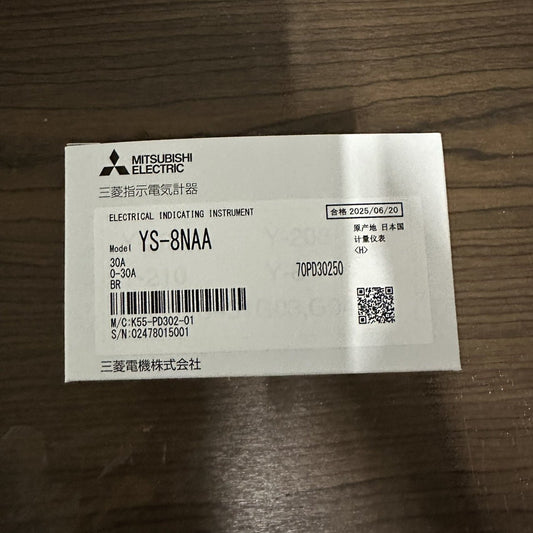 MITSUBISHI
ELECTRIC
三菱指示電気計器
ELECTRICAL INDICATING INSTRUMENT
合格 2025/06/20
Model YS-8NAA
原産地 日本国
計量仪表
<H>
30A
0-30A
BR
70PD30250
M/C:K55-PD302-01
S/N:02478015001
三菱電機株式会社